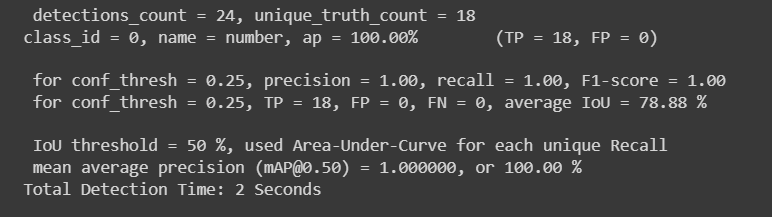 detections_count = 24, unique_truth_count = 18
class_id = 0, name = number, ap = 100.00% (TP = 18, FP = 0)
for conf_thresh = 0.25, precision = 1.00, recall = 1.00, F1-score = 1.00
for conf_thresh = 0.25, TP = 18, FP = 0, FN = 0, average IoU = 78.88 %
IoU threshold = 50 %, used Area-Under-Curve for each unique Recall
mean average precision (mAP@0.50) = 1.000000, or 100.00 %
Total Detection Time: 2 Seconds